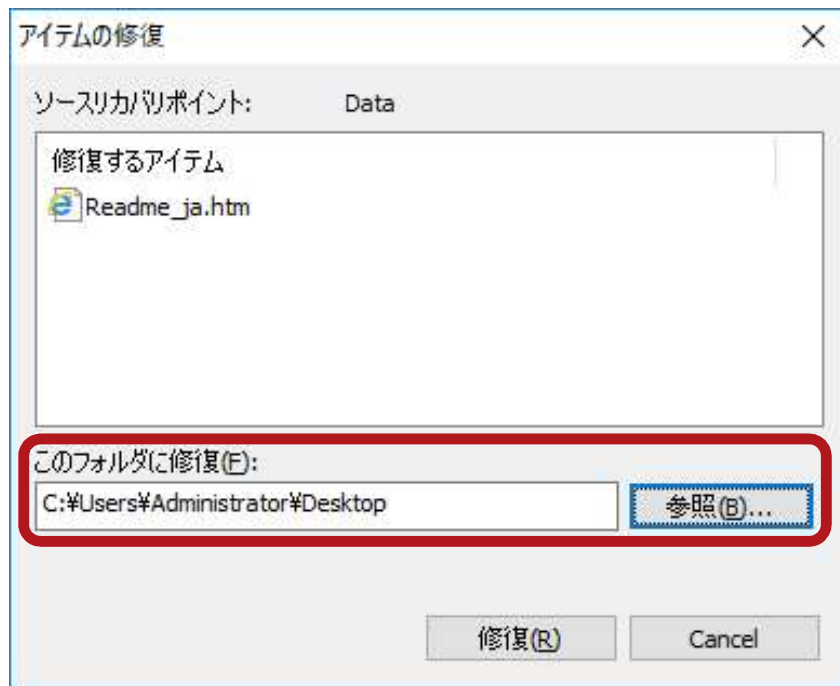 アイテムの修復
ソースリカバリポイント: Data
修復するアイテム
Readme_ja.htm
このフォルダに修復(F):
C:¥Users¥Administrator¥Desktop 参照(B)...
修復(R) Cancel